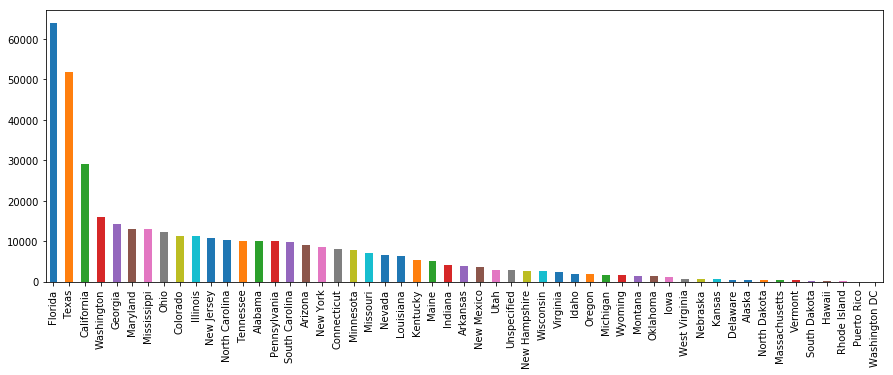 60000
50000
40000
30000
20000
10000
0
Florida
Texas
California
Washington
Georgia
Maryland
Mississippi
Ohio
Colorado
Illinois
New Jersey
North Carolina
Tennessee
Alabama
Pennsylvania
South Carolina
Arizona
New York
Connecticut
Minnesota
Missouri
Nevada
Louisiana
Kentucky
Maine
Indiana
Arkansas
New Mexico
Utah
Unspecified
New Hampshire
Wisconsin
Virginia
Idaho
Oregon
Michigan
Wyoming
Montana
Oklahoma
Iowa
West Virginia
Nebraska
Kansas
Delaware
Alaska
North Dakota
Massachusetts
Vermont
South Dakota
Hawaii
Rhode Island
Puerto Rico
Washington DC